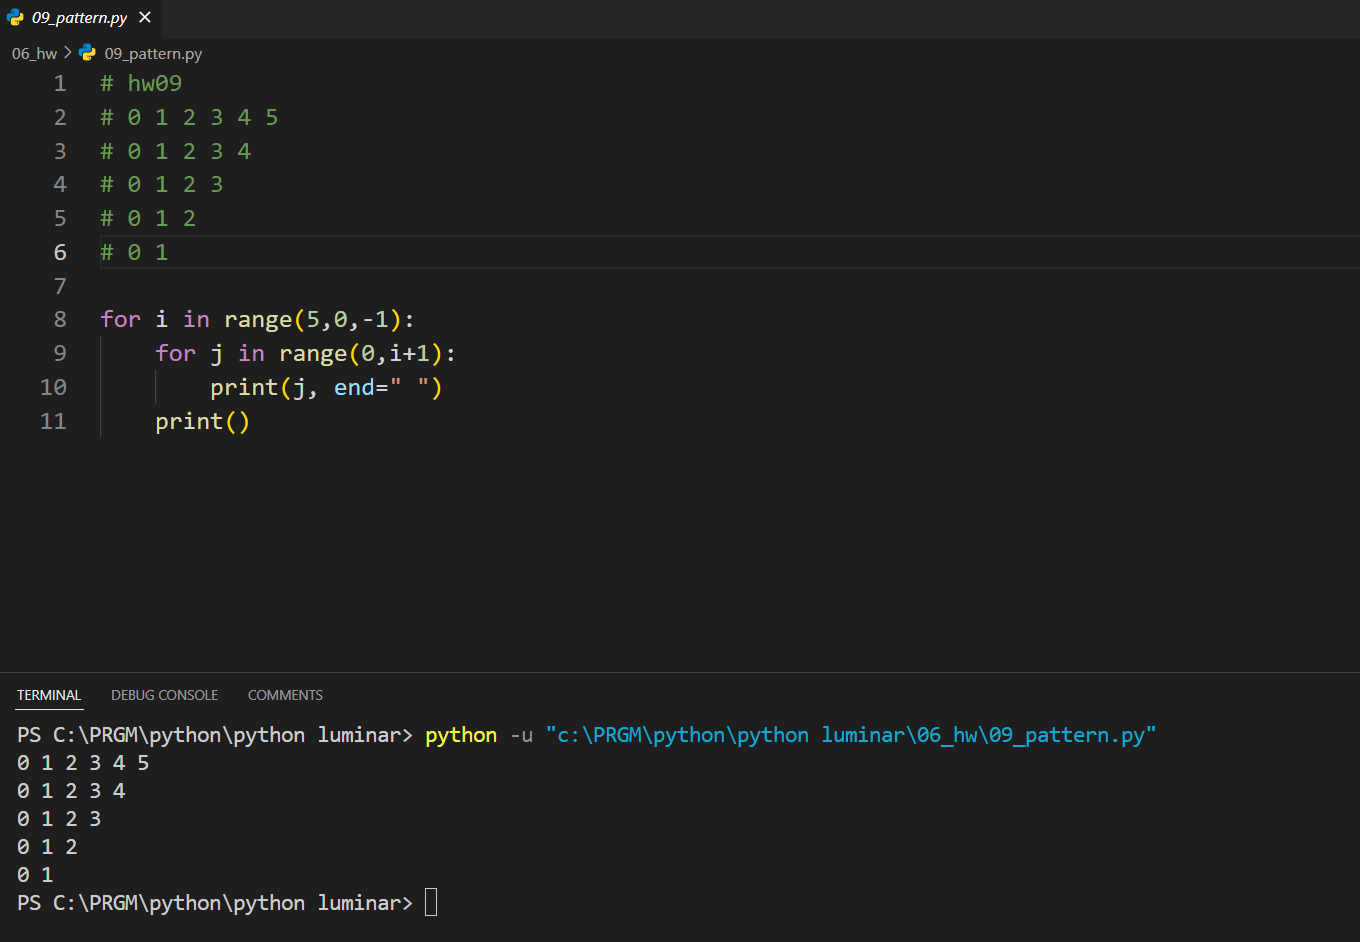 09_pattern.py
06_hw > 09_pattern.py
1 # hw09
2 # 0 1 2 3 4 5
3 # 0 1 2 3 4
4 # 0 1 2 3
5 # 0 1 2
6 # 0 1
7
8 for i in range(5,0,-1):
9     for j in range(0,i+1):
10         print(j, end=" ")
11     print()
TERMINAL DEBUG CONSOLE COMMENTS
PS C:\PRGM\python\python luminar> python -u "c:\PRGM\python\python luminar\06_hw\09_pattern.py"
0 1 2 3 4 5
0 1 2 3 4
0 1 2 3
0 1 2
0 1
PS C:\PRGM\python\python luminar>